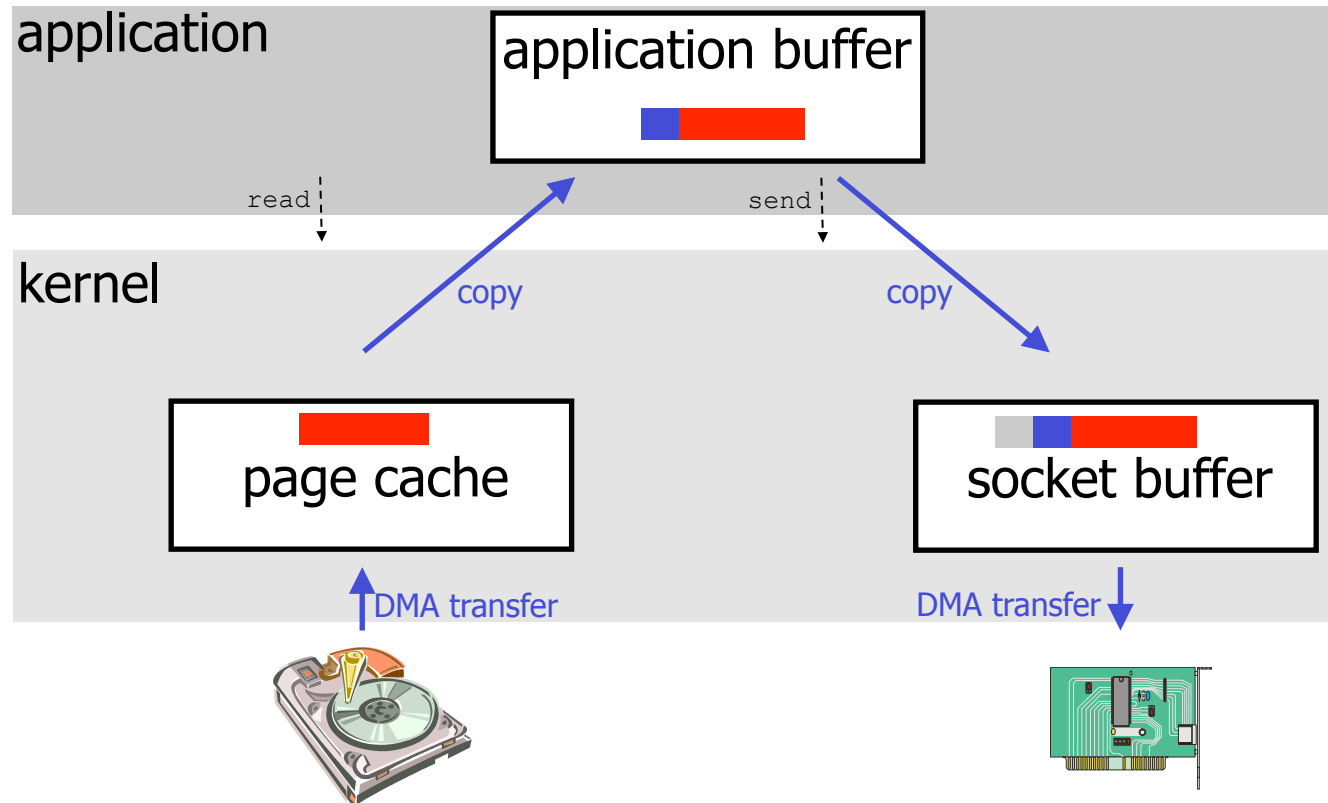 application
application buffer
read
send
kernel
copy
copy
page cache
socket buffer
DMA transfer
DMA transfer